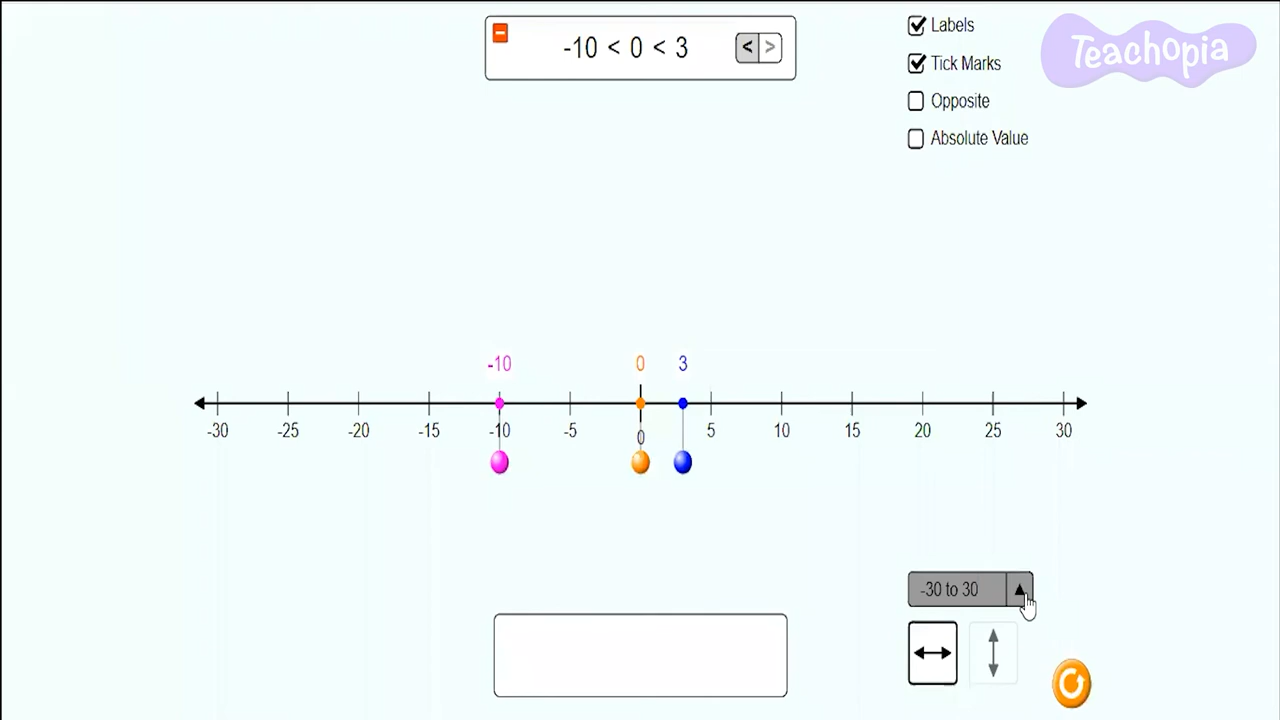 -10 < 0 < 3
< >
Labels
Tick Marks
Opposite
Absolute Value
Teachopia
-10 0 3
-30 -25 -20 -15 -10 -5 0 5 10 15 20 25 30
-30 to 30